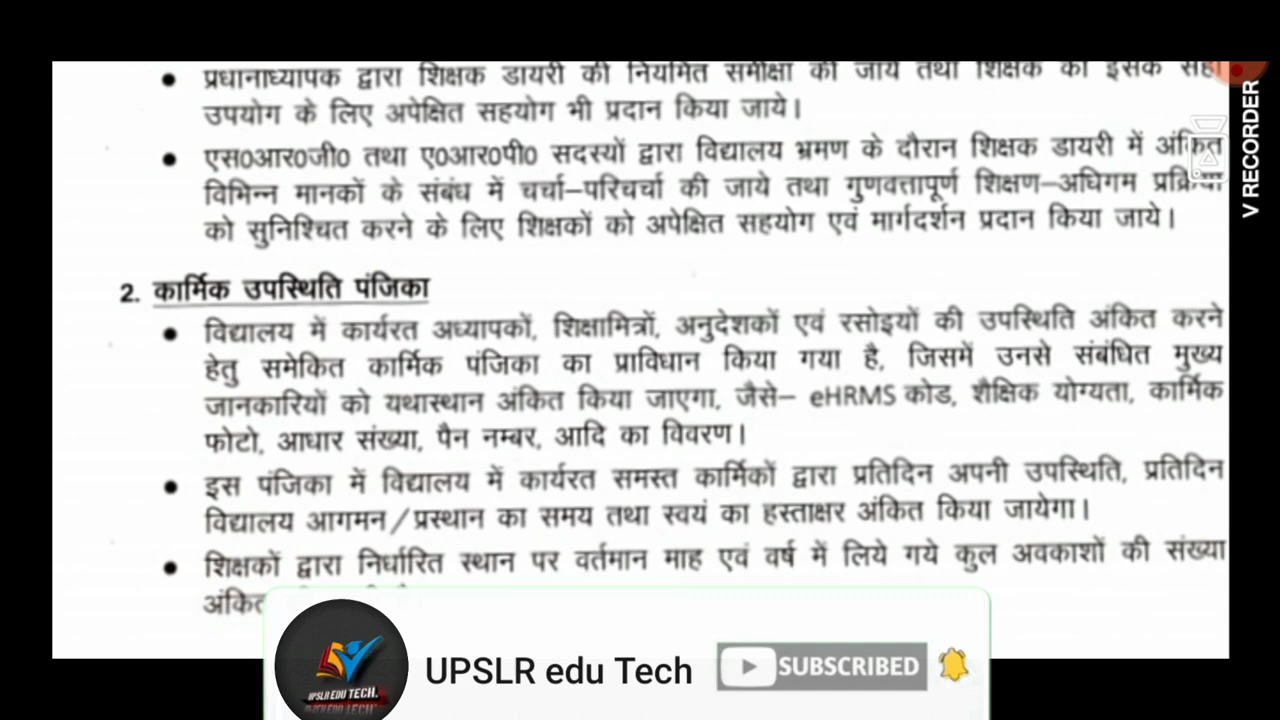 • प्रधानाध्यापक द्वारा शिक्षक डायरी की नियमित समीक्षा की जाये तथा शिक्षक को इसके सही
उपयोग के लिए अपेक्षित सहयोग भी प्रदान किया जाये।
• एस0आर0जी0 तथा ए0आर0पी0 सदस्यों द्वारा विद्यालय भ्रमण के दौरान शिक्षक डायरी में अंकित
विभिन्न मानकों के संबंध में चर्चा–परिचर्चा की जाये तथा गुणवत्तापूर्ण शिक्षण–अधिगम प्रक्रिया
को सुनिश्चित करने के लिए शिक्षकों को अपेक्षित सहयोग एवं मार्गदर्शन प्रदान किया जाये।
2. कार्मिक उपस्थिति पंजिका
• विद्यालय में कार्यरत अध्यापकों, शिक्षामित्रों, अनुदेशकों एवं रसोइयों की उपस्थिति अंकित करने
हेतु समेकित कार्मिक पंजिका का प्राविधान किया गया है, जिसमें उनसे संबंधित मुख्य
जानकारियों को यथास्थान अंकित किया जाएगा, जैसे– eHRMS कोड, शैक्षिक योग्यता, कार्मिक
फोटो, आधार संख्या, पैन नम्बर, आदि का विवरण।
• इस पंजिका में विद्यालय में कार्यरत समस्त कार्मिकों द्वारा प्रतिदिन अपनी उपस्थिति, प्रतिदिन
विद्यालय आगमन/प्रस्थान का समय तथा स्वयं का हस्ताक्षर अंकित किया जायेगा।
• शिक्षकों द्वारा निर्धारित स्थान पर वर्तमान माह एवं वर्ष में लिये गये कुल अवकाशों की संख्या
अंकित
V RECORDER
UPSLR EDU TECH.
UPSLR edu Tech
SUBSCRIBED